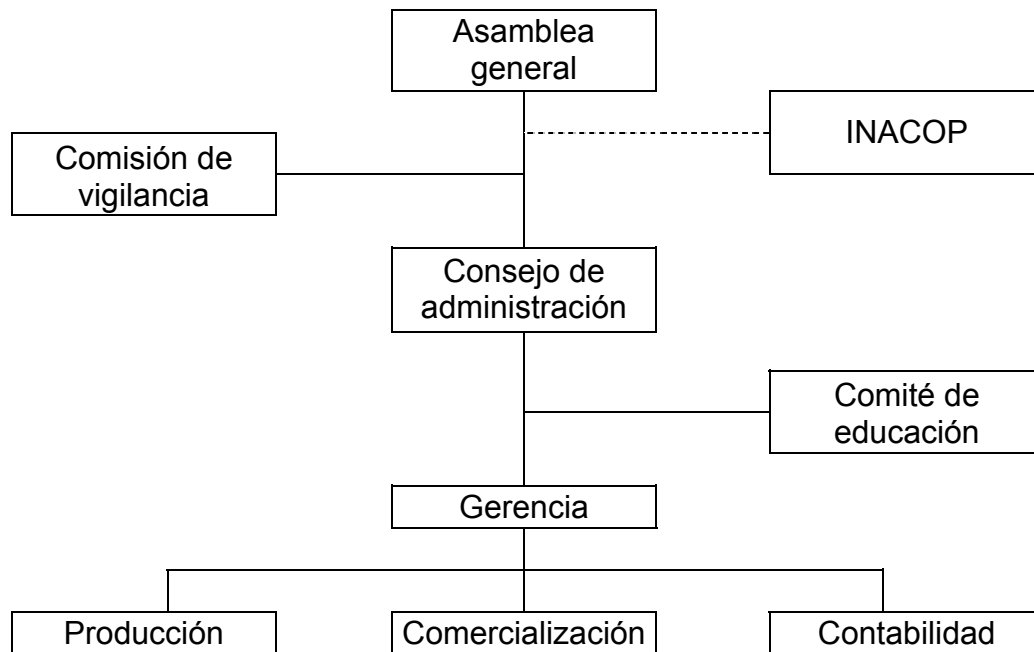 Asamblea
general
INACOP
Comisión de
vigilancia
Consejo de
administración
Comité de
educación
Gerencia
Producción
Comercialización
Contabilidad